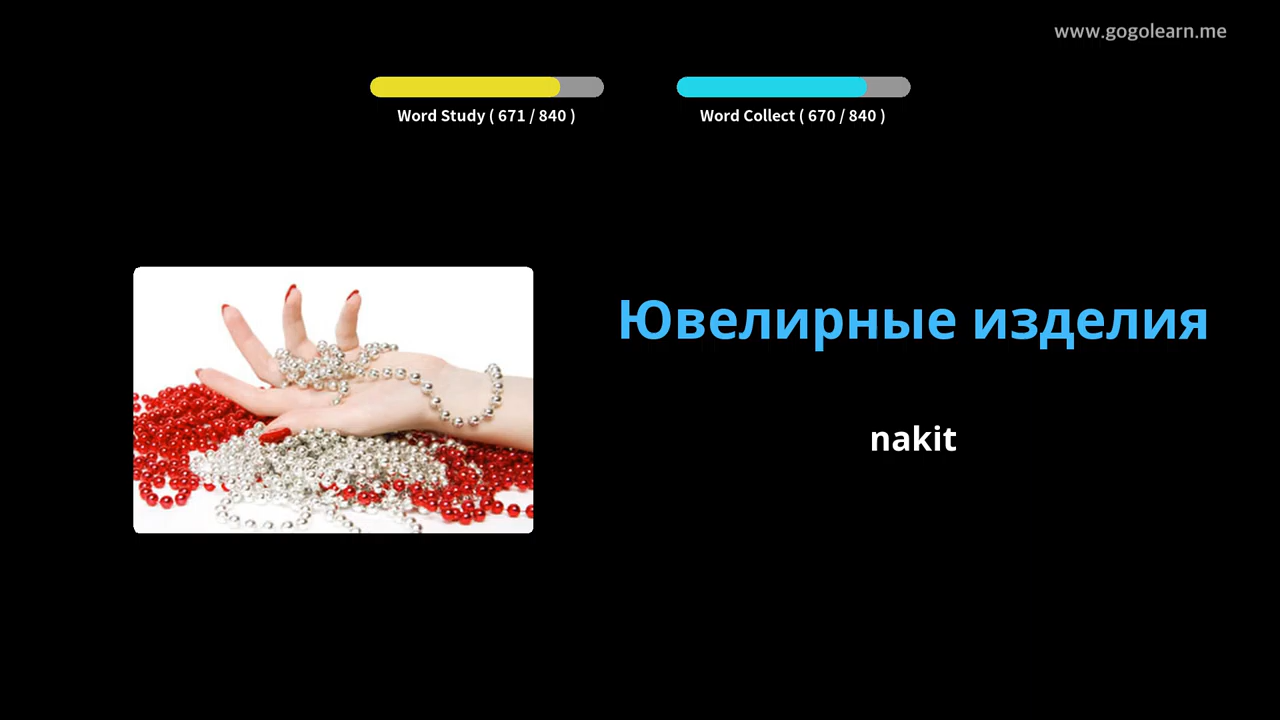 www.gogolearn.me
Word Study ( 671 / 840 )
Word Collect ( 670 / 840 )
Ювелирные изделия
nakit